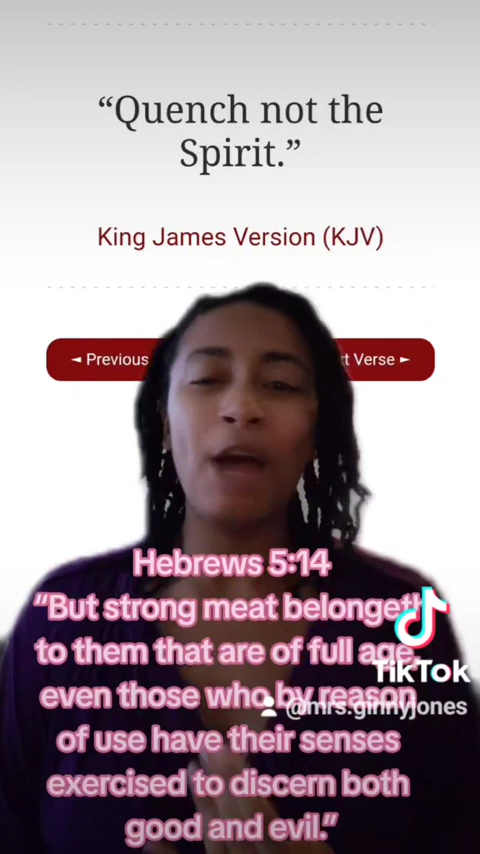 “Quench not the
Spirit.”
King James Version (KJV)
◄ Previous
Verse ►
Hebrews 5:14
“But strong meat belongeth
to them that are of full age,
even those who by reason
of use have their senses
exercised to discern both
good and evil.”
TikTok
@mrs.ginnyjones